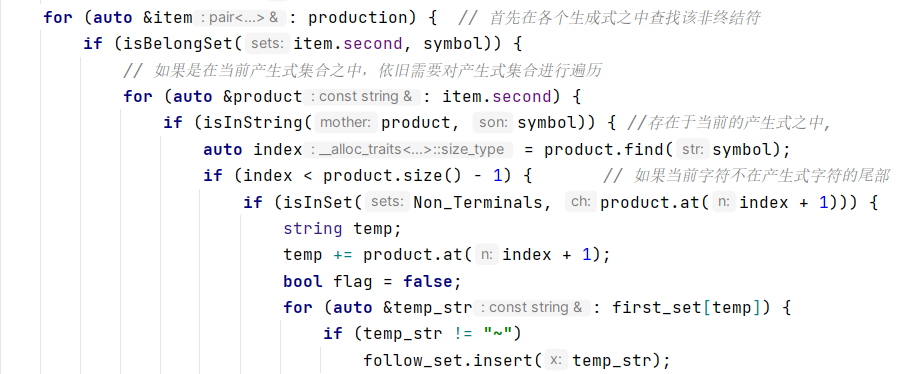 for (auto &item : pair<...> & : production) {  // 首先在各个生成式之中查找该非终结符
if (isBelongSet( sets: item.second, symbol)) {
// 如果是在当前产生式集合之中，依旧需要对产生式集合进行遍历
for (auto &product : const string & : item.second) {
if (isInString( mother: product, son: symbol)) { //存在于当前的产生式之中,
auto index : __alloc_traits<...>::size_type = product.find( str: symbol);
if (index < product.size() - 1) {       // 如果当前字符不在产生式字符的尾部
if (isInSet( sets: Non_Terminals, ch: product.at( n: index + 1))) {
string temp;
temp += product.at( n: index + 1);
bool flag = false;
for (auto &temp_str : const string & : first_set[temp]) {
if (temp_str != "~")
follow_set.insert( x: temp_str);